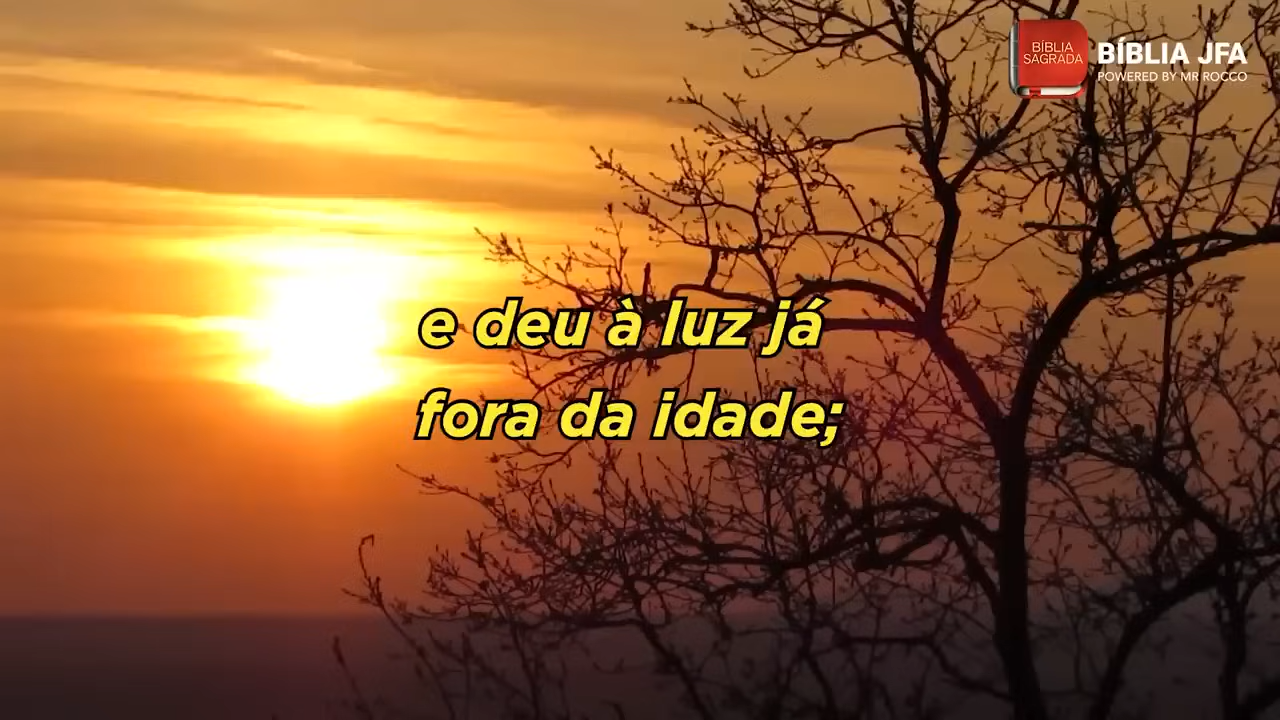 BÍBLIA
SAGRADA
BÍBLIA JFA
POWERED BY MR ROCCO
e deu à luz já
fora da idade;